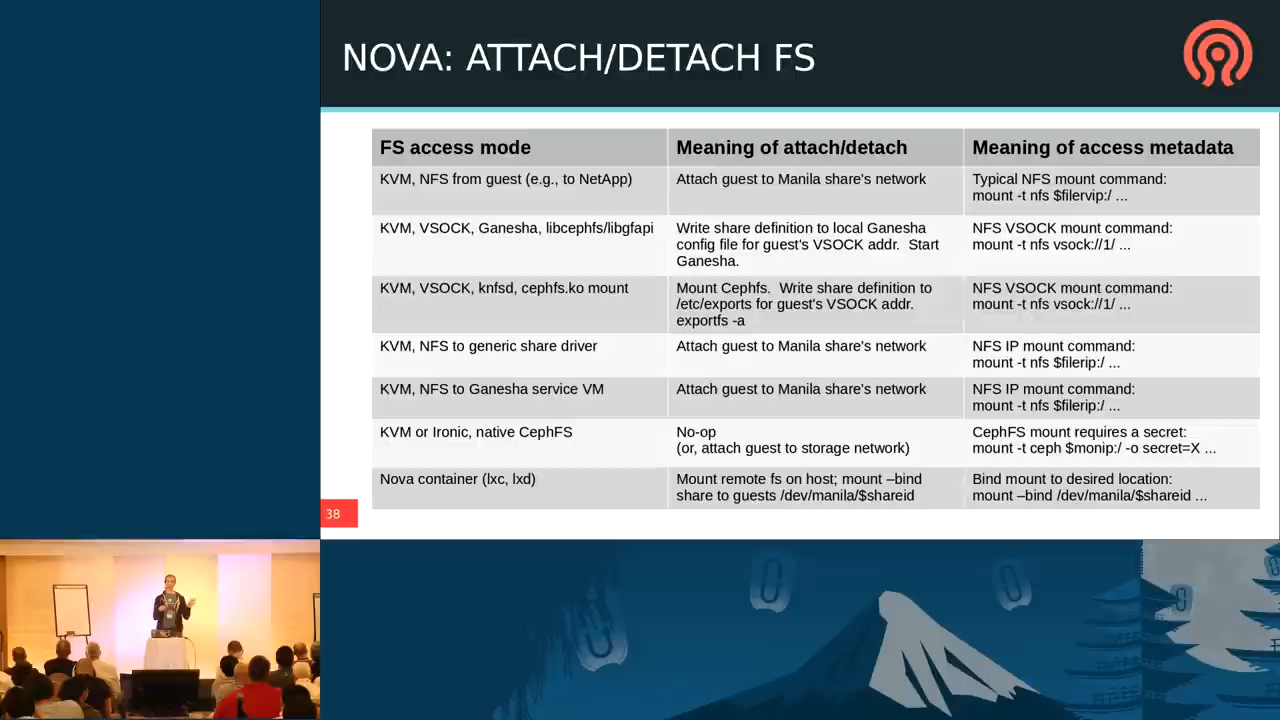 NOVA: ATTACH/DETACH FS
FS access mode
Meaning of attach/detach
Meaning of access metadata
KVM, NFS from guest (e.g., to NetApp)
Attach guest to Manila share's network
Typical NFS mount command:
mount -t nfs $filervip:/ ...
KVM, VSOCK, Ganesha, libcephfs/libgfapi
Write share definition to local Ganesha
config file for guest's VSOCK addr.  Start
Ganesha.
NFS VSOCK mount command:
mount -t nfs vsock://1/ ...
KVM, VSOCK, knfsd, cephfs.ko mount
Mount Cephfs.  Write share definition to
/etc/exports for guest's VSOCK addr.
exportfs -a
NFS VSOCK mount command:
mount -t nfs vsock://1/ ...
KVM, NFS to generic share driver
Attach guest to Manila share's network
NFS IP mount command:
mount -t nfs $filerip:/ ...
KVM, NFS to Ganesha service VM
Attach guest to Manila share's network
NFS IP mount command:
mount -t nfs $filerip:/ ...
KVM or Ironic, native CephFS
No-op
(or, attach guest to storage network)
CephFS mount requires a secret:
mount -t ceph $monip:/ -o secret=X ...
Nova container (lxc, lxd)
Mount remote fs on host; mount –bind
share to guests /dev/manila/$shareid
Bind mount to desired location:
mount –bind /dev/manila/$shareid ...
38